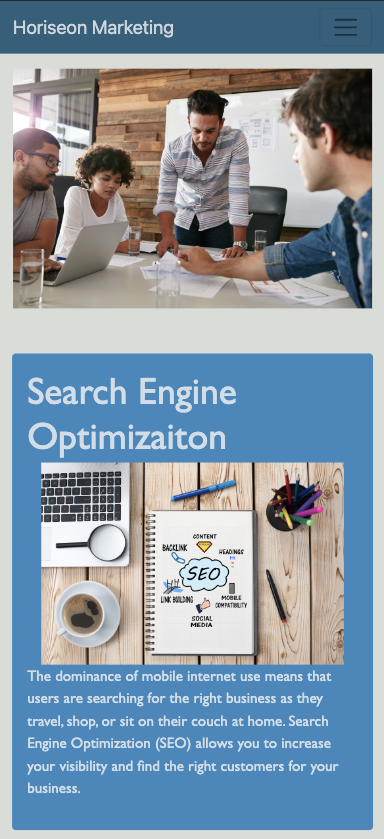 Horiseon Marketing
Search Engine
Optimizaiton
CONTENT
BACKLINK
HEADINGS
SEO
LINK BUILDING
MOBILE
COMPATIBILITY
SOCIAL
MEDIA
The dominance of mobile internet use means that
users are searching for the right business as they
travel, shop, or sit on their couch at home. Search
Engine Optimization (SEO) allows you to increase
your visibility and find the right customers for your
business.